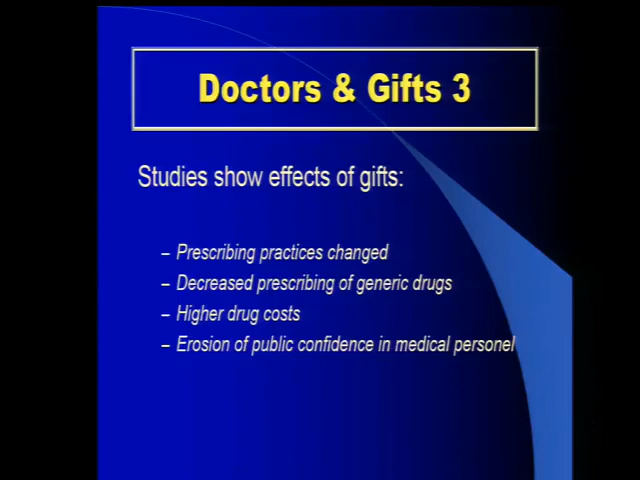 Doctors & Gifts 3
Studies show effects of gifts:
– Prescribing practices changed
– Decreased prescribing of generic drugs
– Higher drug costs
– Erosion of public confidence in medical personel